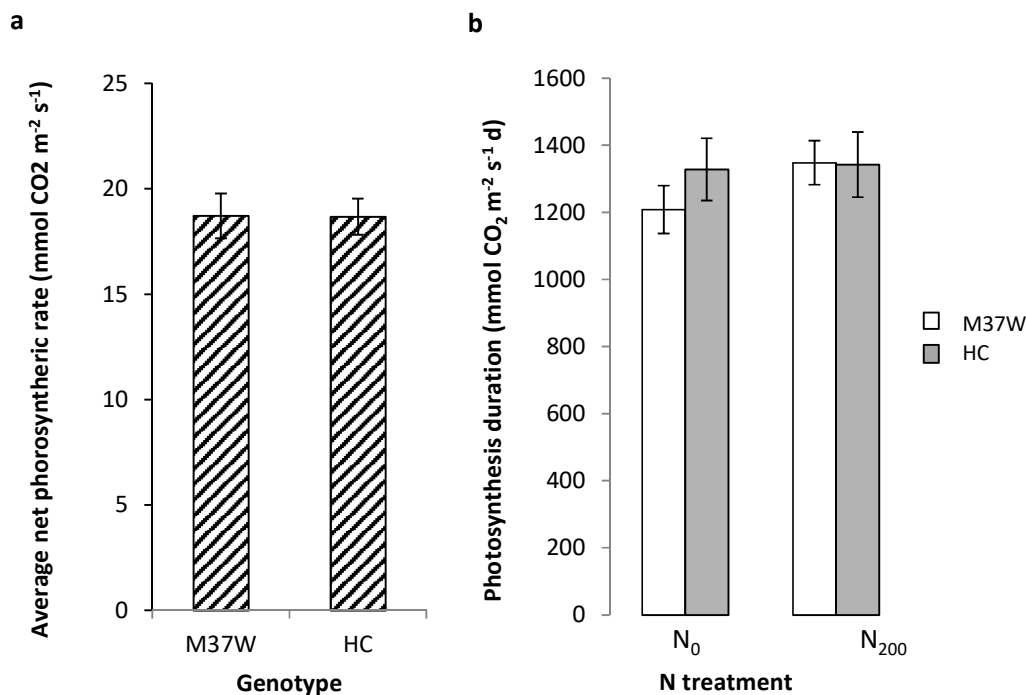 a
Average net phorosyntheric rate (mmol CO2 m⁻² s⁻¹)
25
20
15
10
5
0
M37W
HC
Genotype
b
Photosynthesis duration (mmol CO₂ m⁻² s⁻¹ d)
1600
1400
1200
1000
800
600
400
200
0
N₀
N₂₀₀
N treatment
M37W
HC